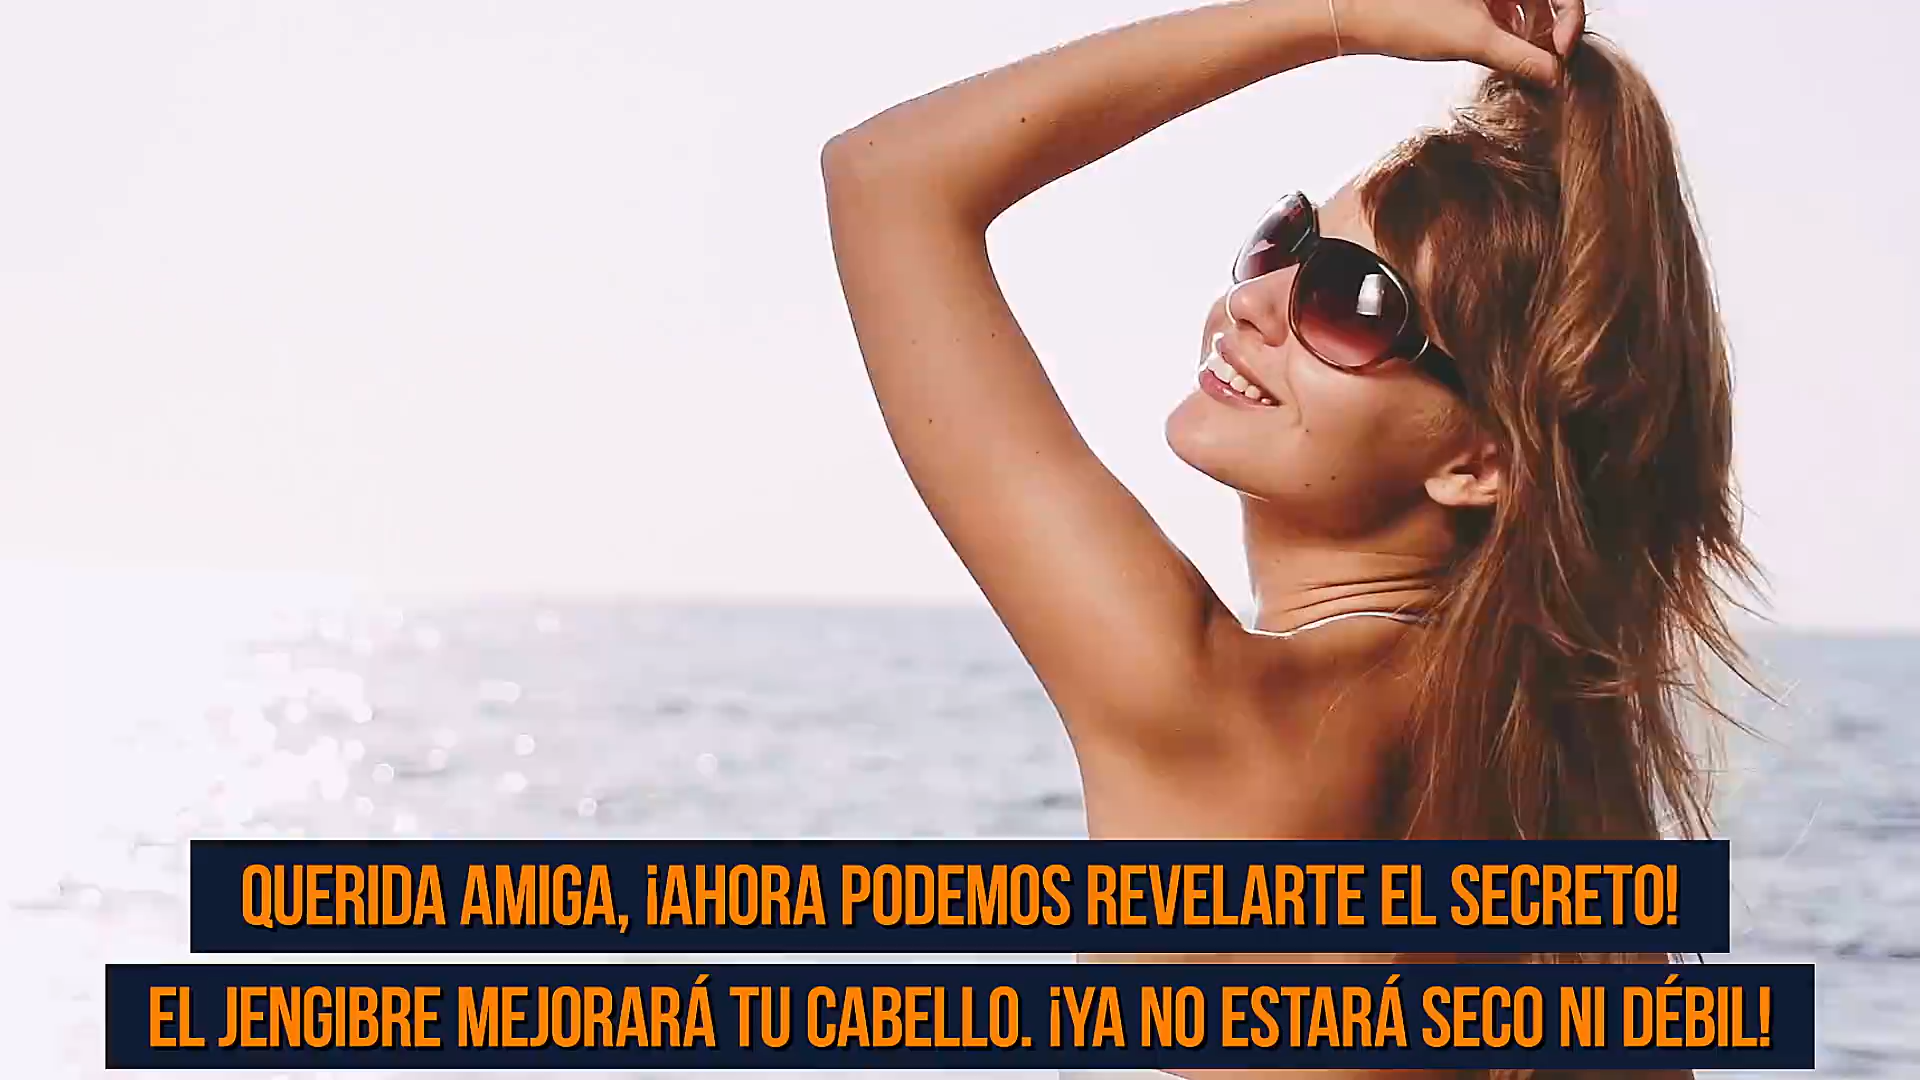 QUERIDA AMIGA, ¡AHORA PODEMOS REVELARTE EL SECRETO!
EL JENGIBRE MEJORARÁ TU CABELLO. ¡YA NO ESTARÁ SECO NI DÉBIL!